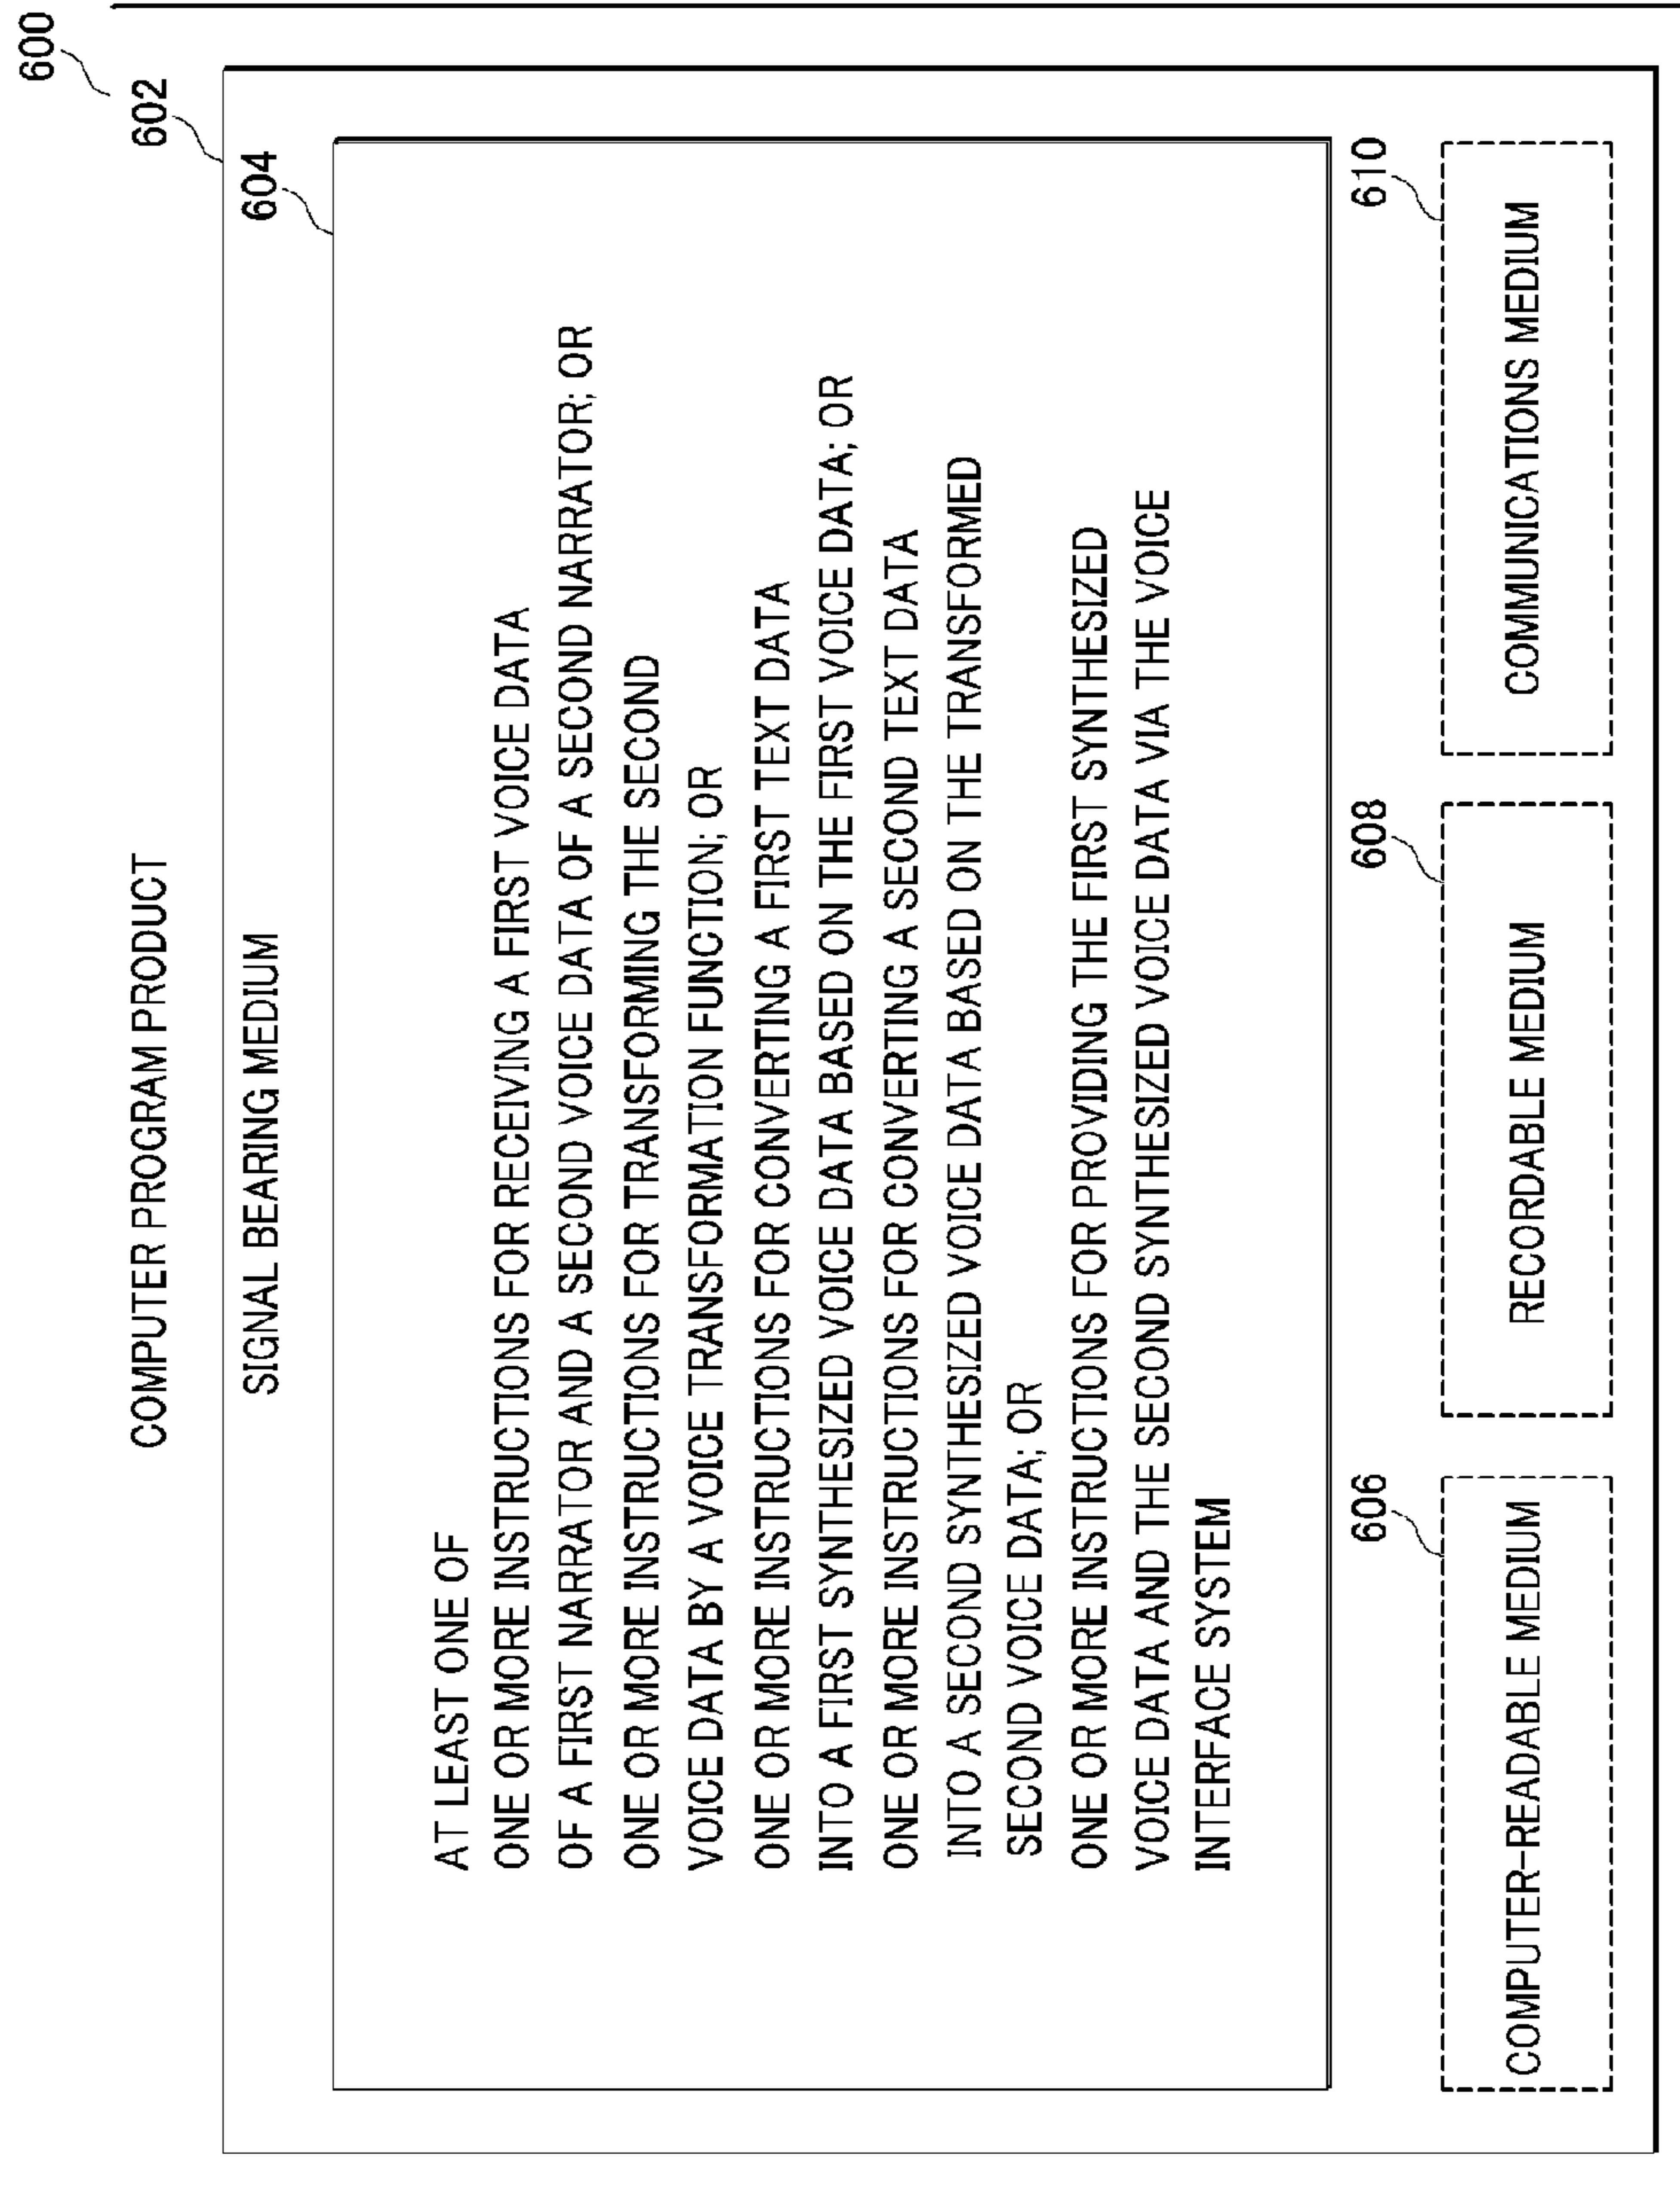 600
COMPUTER PROGRAM PRODUCT
602
SIGNAL BEARING MEDIUM
604
AT LEAST ONE OF
ONE OR MORE INSTRUCTIONS FOR RECEIVING A FIRST VOICE DATA
OF A FIRST NARRATOR AND A SECOND VOICE DATA OF A SECOND NARRATOR; OR
ONE OR MORE INSTRUCTIONS FOR TRANSFORMING THE SECOND
VOICE DATA BY A VOICE TRANSFORMATION FUNCTION; OR
ONE OR MORE INSTRUCTIONS FOR CONVERTING A FIRST TEXT DATA
INTO A FIRST SYNTHESIZED VOICE DATA BASED ON THE FIRST VOICE DATA; OR
ONE OR MORE INSTRUCTIONS FOR CONVERTING A SECOND TEXT DATA
INTO A SECOND SYNTHESIZED VOICE DATA BASED ON THE TRANSFORMED
SECOND VOICE DATA; OR
ONE OR MORE INSTRUCTIONS FOR PROVIDING THE FIRST SYNTHESIZED
VOICE DATA AND THE SECOND SYNTHESIZED VOICE DATA VIA THE VOICE
INTERFACE SYSTEM
606
COMPUTER-READABLE MEDIUM
608
RECORDABLE MEDIUM
610
COMMUNICATIONS MEDIUM